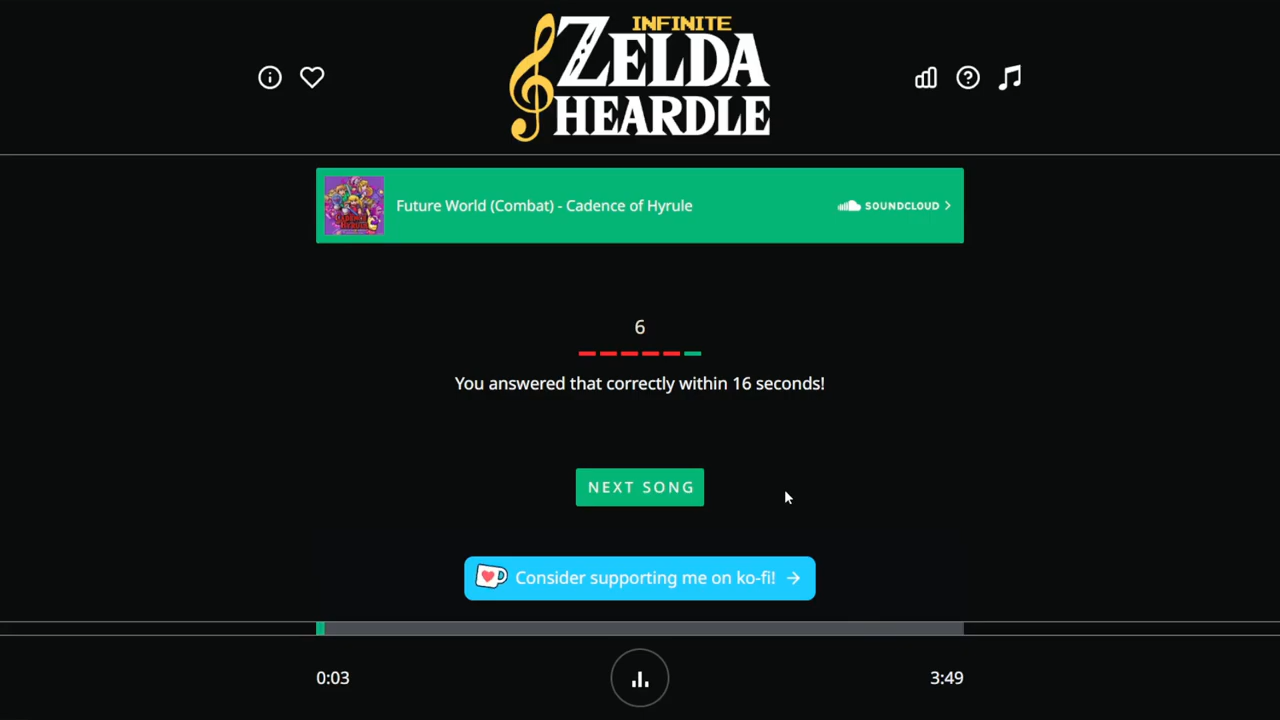 INFINITE
ZELDA
HEARDLE
Future World (Combat) - Cadence of Hyrule
SOUNDCLOUD
6
You answered that correctly within 16 seconds!
NEXT SONG
Consider supporting me on ko-fi!
0:03
3:49